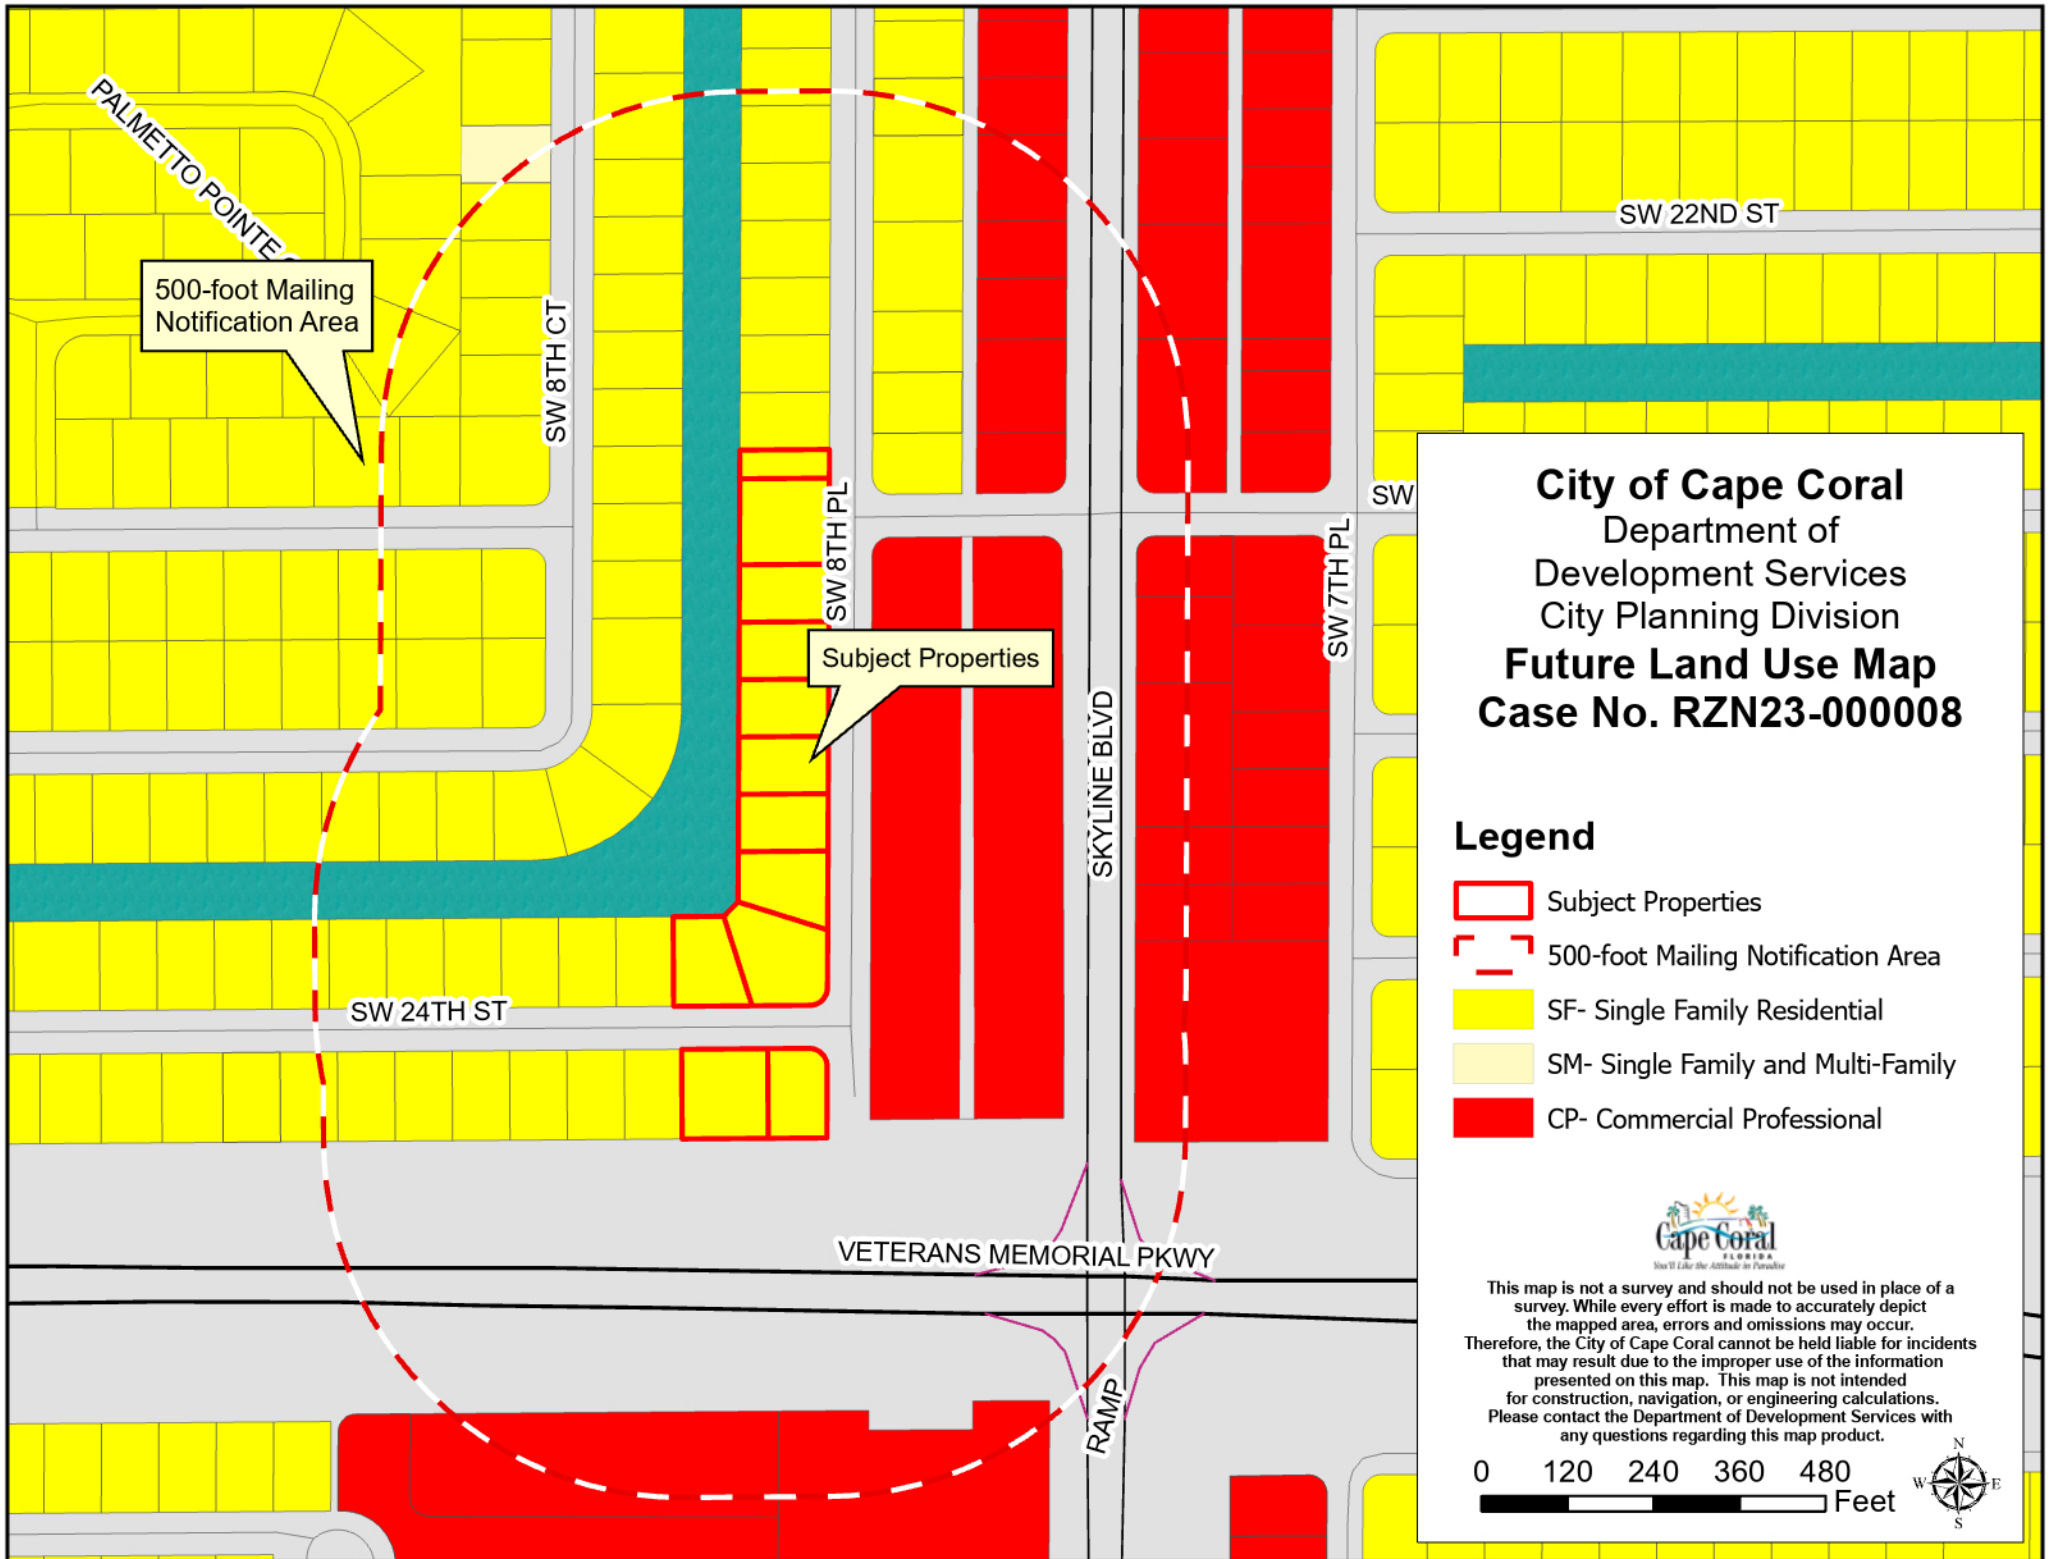 PALMETTO POINTE
500-foot Mailing
Notification Area
SW 8TH CT
SW 8TH PL
Subject Properties
SKYLINE BLVD
SW 7TH PL
SW 22ND ST
SW
SW 24TH ST
VETERANS MEMORIAL PKWY
RAMP
City of Cape Coral
Department of
Development Services
City Planning Division
Future Land Use Map
Case No. RZN23-000008
Legend
Subject Properties
500-foot Mailing Notification Area
SF- Single Family Residential
SM- Single Family and Multi-Family
CP- Commercial Professional
Cape Coral
FLORIDA
You'll Like the Attitude in Paradise
This map is not a survey and should not be used in place of a
survey. While every effort is made to accurately depict
the mapped area, errors and omissions may occur.
Therefore, the City of Cape Coral cannot be held liable for incidents
that may result due to the improper use of the information
presented on this map. This map is not intended
for construction, navigation, or engineering calculations.
Please contact the Department of Development Services with
any questions regarding this map product.
0 120 240 360 480
Feet
N
W E
S